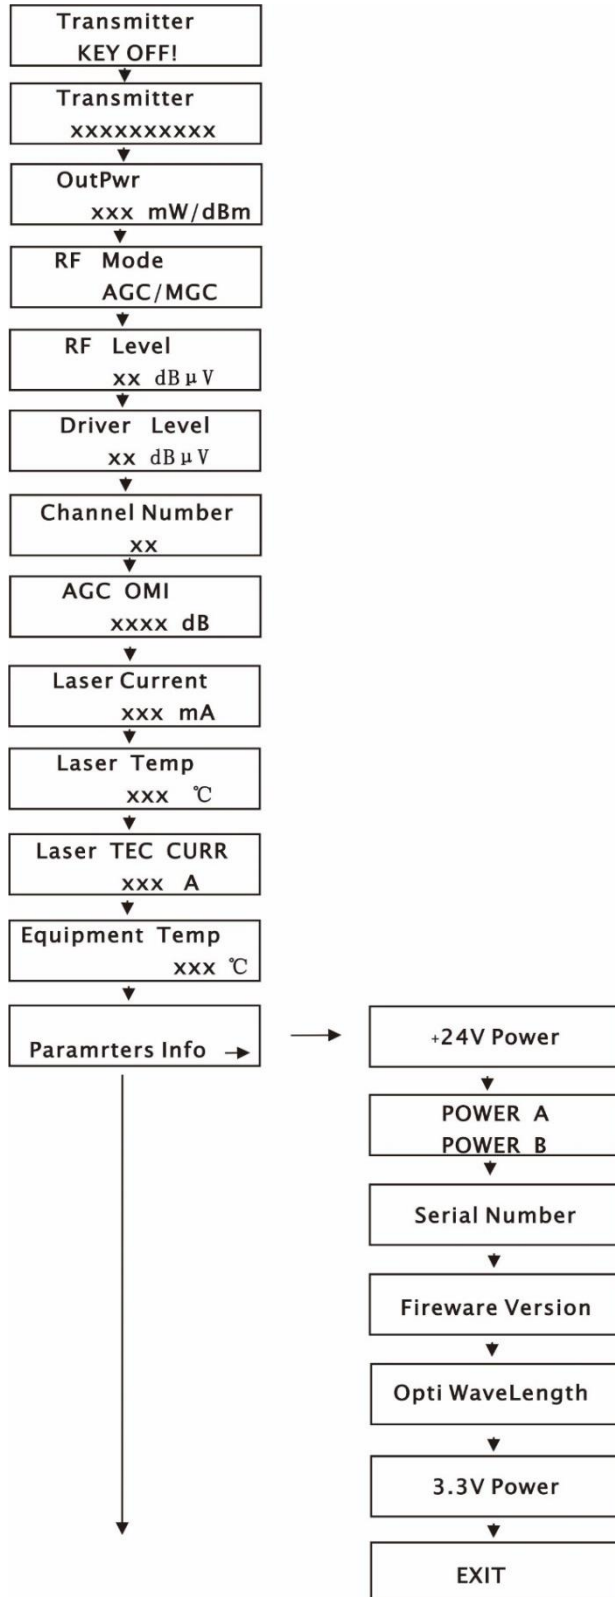 Transmitter
KEY OFF!
Transmitter
xxxxxxxxxx
OutPwr
xxx mW/dBm
RF Mode
AGC/MGC
RF Level
xx dBμV
Driver Level
xx dBμV
Channel Number
xx
AGC OMI
xxxx dB
Laser Current
xxx mA
Laser Temp
xxx ℃
Laser TEC CURR
xxx A
Equipment Temp
xxx ℃
Paramrters Info
+24V Power
POWER A
POWER B
Serial Number
Fireware Version
Opti WaveLength
3.3V Power
EXIT